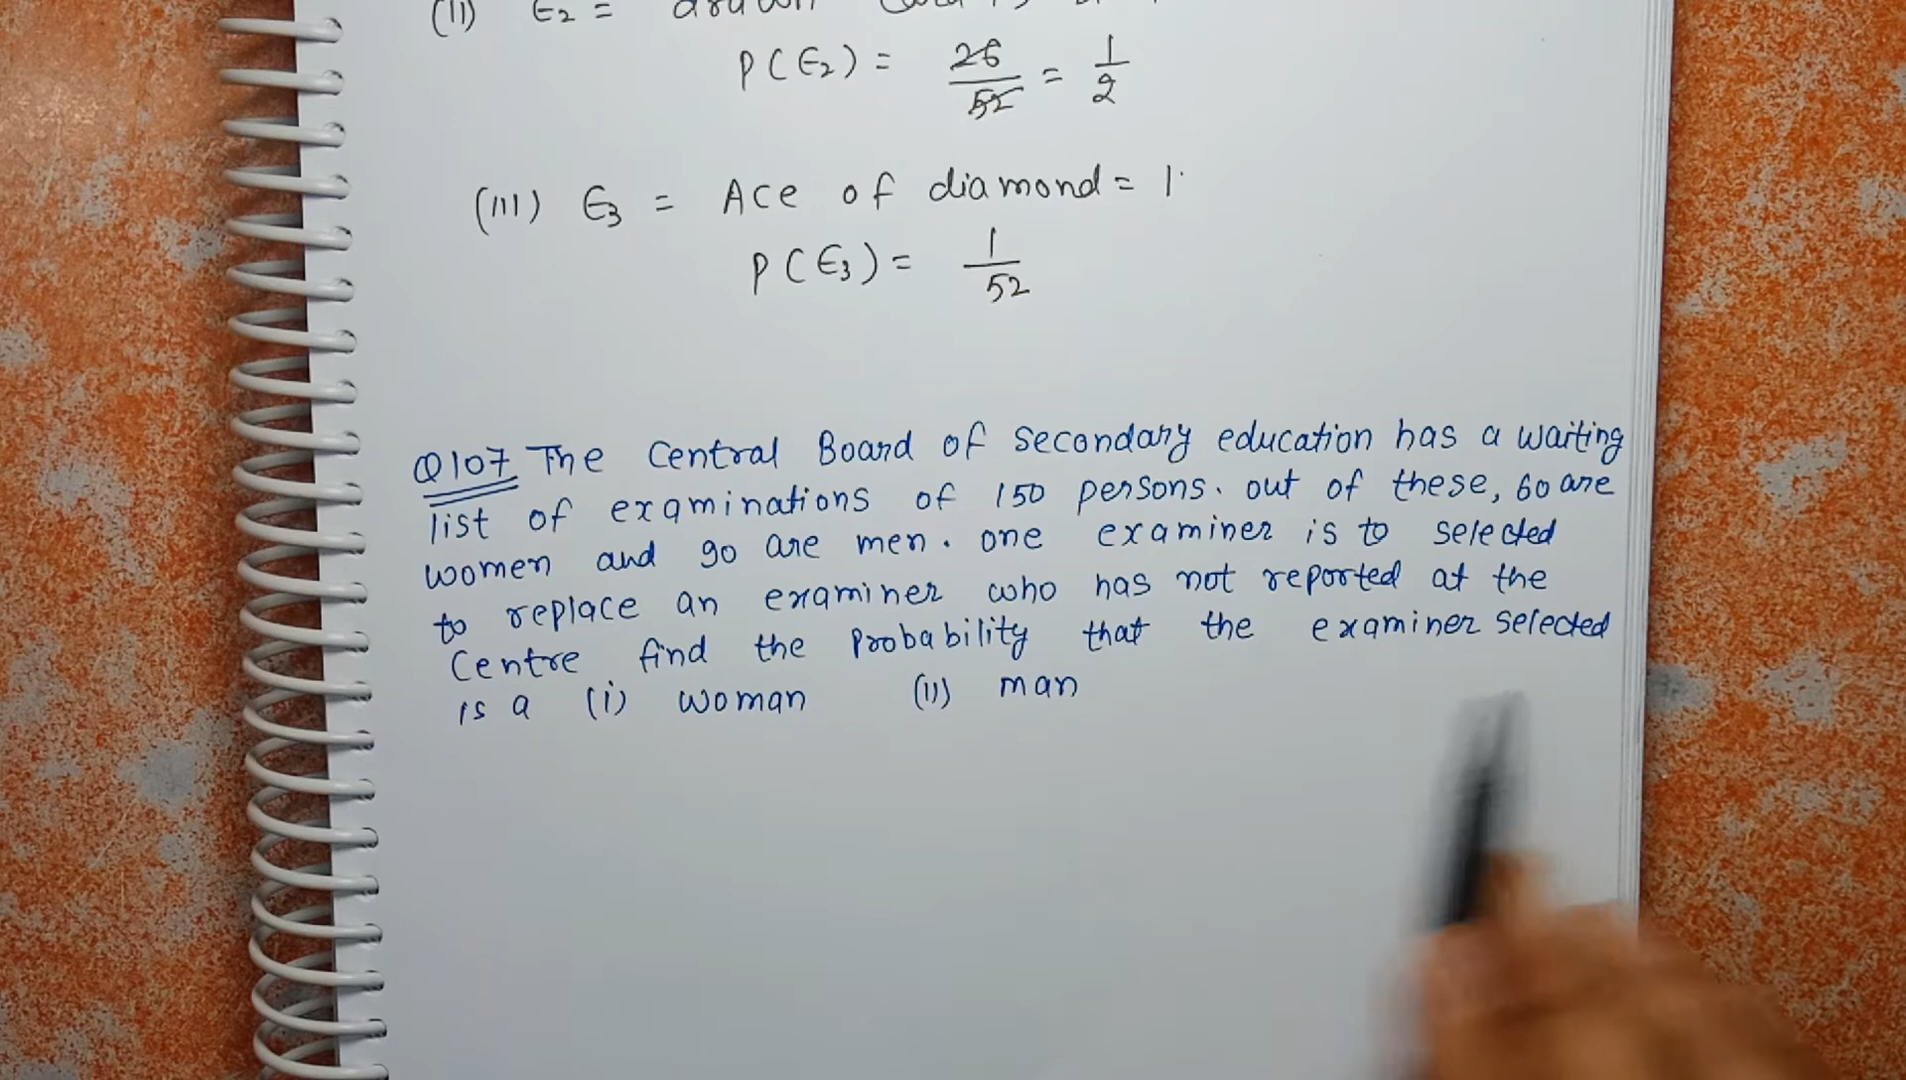 (II) E2 = drawn
P(E2) = 26/52 = 1/2
(III) E3 = Ace of diamond = 1
P(E3) = 1/52
Q107 The Central Board of Secondary education has a waiting
list of examinations of 150 persons. out of these, 60 are
women and 90 are men. one examiner is to selected
to replace an examiner who has not reported at the
Centre find the Probability that the examiner selected
is a (i) woman (II) man